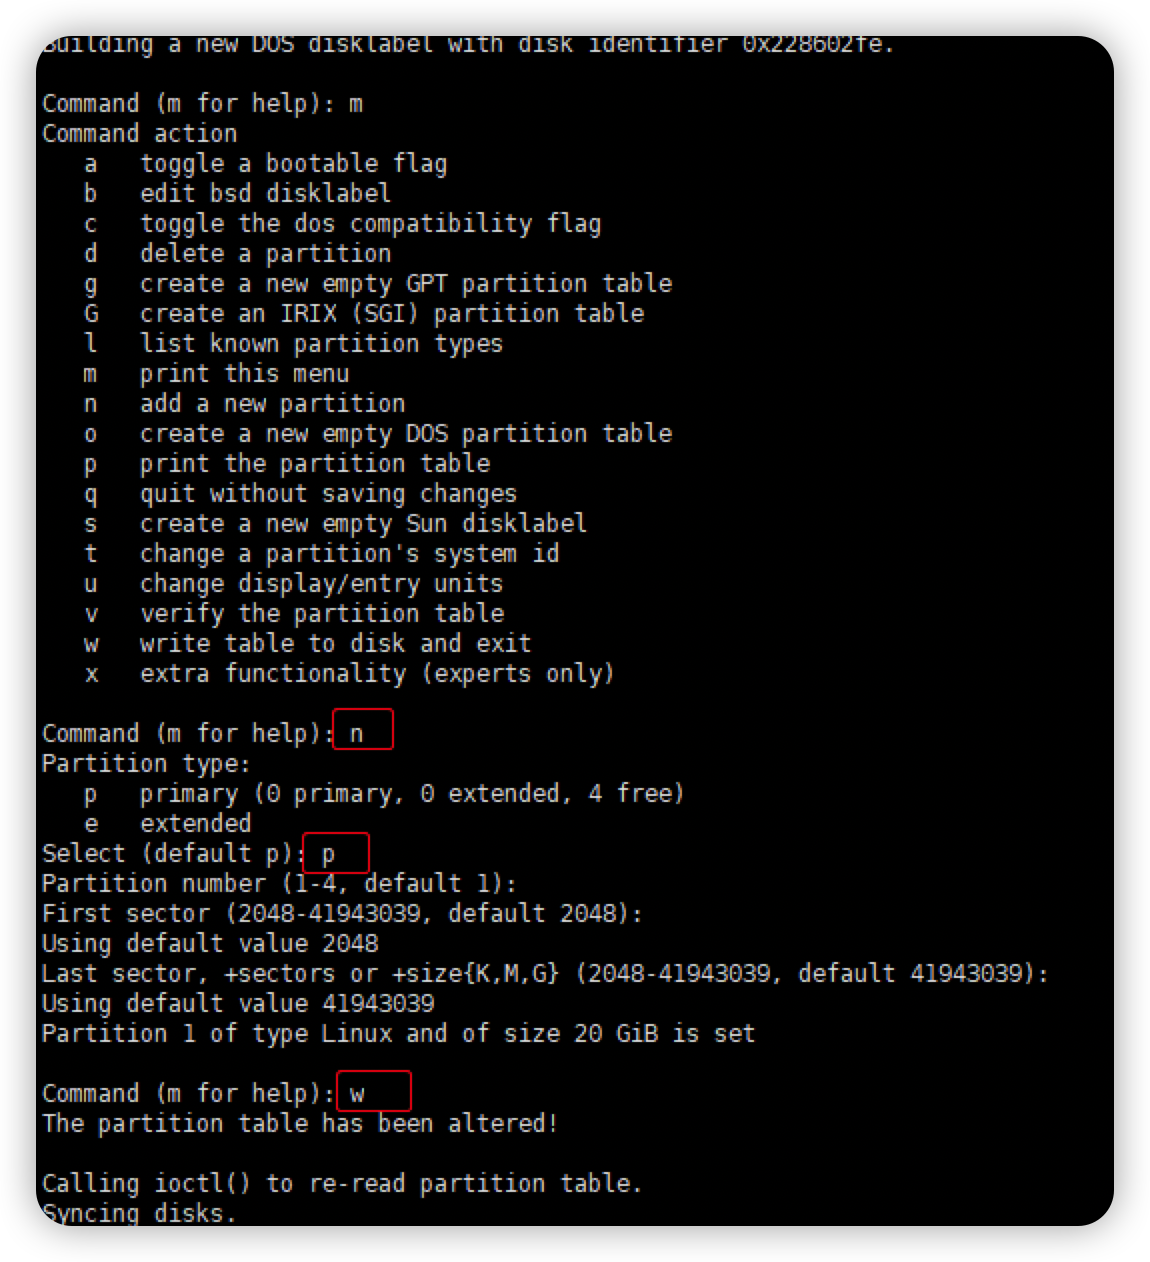 Building a new DOS disklabel with disk identifier 0x228602fe.
Command (m for help): m
Command action
a   toggle a bootable flag
b   edit bsd disklabel
c   toggle the dos compatibility flag
d   delete a partition
g   create a new empty GPT partition table
G   create an IRIX (SGI) partition table
l   list known partition types
m   print this menu
n   add a new partition
o   create a new empty DOS partition table
p   print the partition table
q   quit without saving changes
s   create a new empty Sun disklabel
t   change a partition's system id
u   change display/entry units
v   verify the partition table
w   write table to disk and exit
x   extra functionality (experts only)
Command (m for help): n
Partition type:
p   primary (0 primary, 0 extended, 4 free)
e   extended
Select (default p): p
Partition number (1-4, default 1):
First sector (2048-41943039, default 2048):
Using default value 2048
Last sector, +sectors or +size{K,M,G} (2048-41943039, default 41943039):
Using default value 41943039
Partition 1 of type Linux and of size 20 GiB is set
Command (m for help): w
The partition table has been altered!
Calling ioctl() to re-read partition table.
Syncing disks.